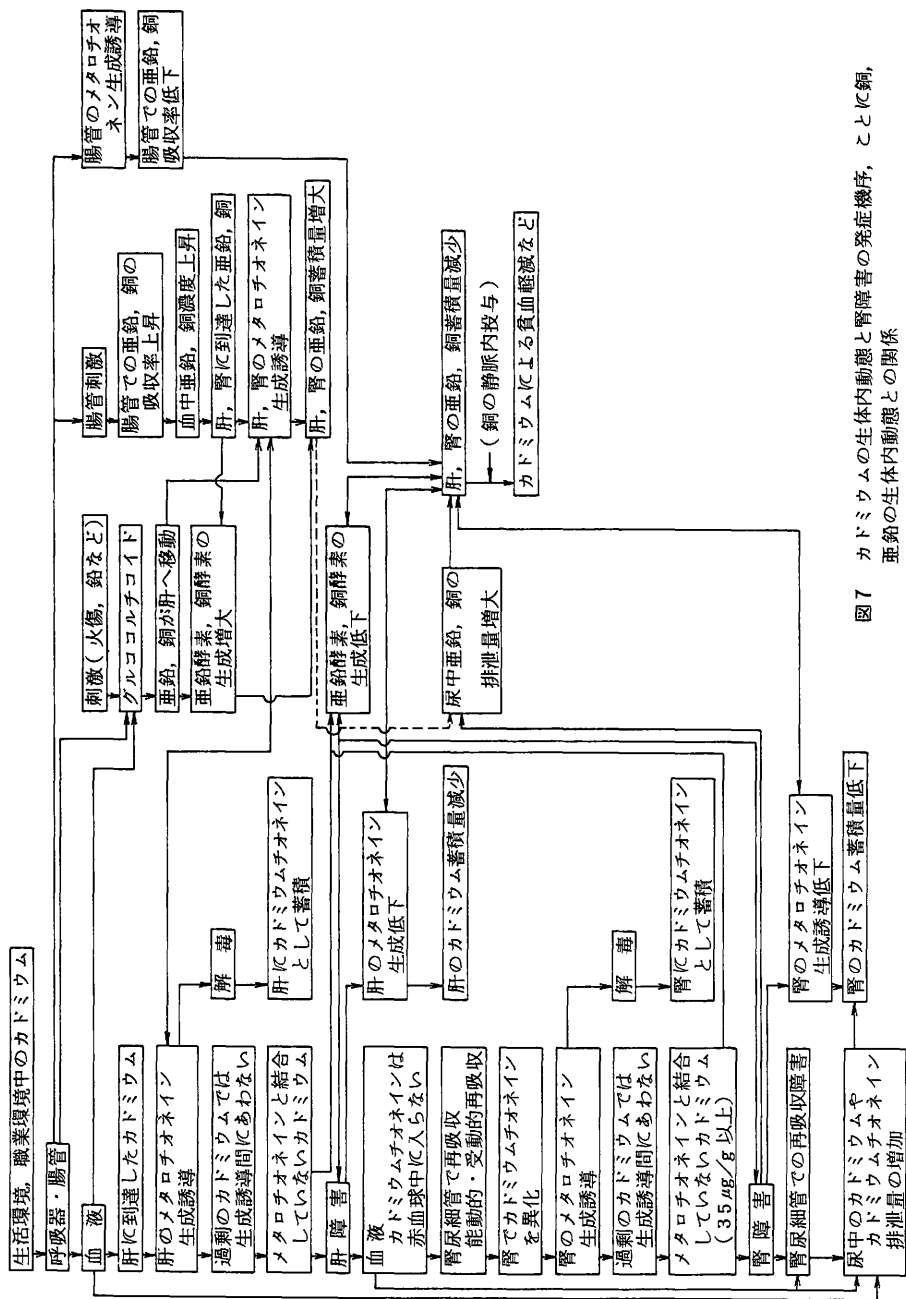 生活環境，職業環境中のカドミウム
呼吸器・腸管
血　液
肝に到達したカドミウム
肝のメタロチオネイン
生成誘導
過剰のカドミウムでは
生成誘導間にあわない
メタロチオネインと結合
していないカドミウム
肝　障　害
血　液
カドミウムチオネインは
赤血球中に入らない
腎尿細管で再吸収
能動的・受動的再吸収
腎でカドミウムチオネイン
を異化
腎のメタロチオネイン
生成誘導
過剰のカドミウムでは
生成誘導間にあわない
メタロチオネインと結合
していないカドミウム
(35μg/g以上)
腎　障　害
腎尿細管での再吸収障害
尿中のカドミウムや
カドミウムチオネイン
排泄量の増加
解　毒
肝にカドミウムチオネイン
として蓄積
肝のメタロチオネイン
生成低下
肝のカドミウム蓄積量減少
解　毒
腎にカドミウムチオネイン
として蓄積
腎のメタロチオネイン
生成誘導低下
腎のカドミウム蓄積量低下
刺激(火傷，鉛など)
グルココルチコイド
亜鉛，銅が肝へ移動
亜鉛酵素，銅酵素の
生成増大
亜鉛酵素，銅酵素の
生成低下
尿中亜鉛，銅の
排泄量増大
腸管刺激
腸管での亜鉛，銅の
吸収率上昇
血中亜鉛，銅濃度上昇
肝，腎に到達した亜鉛，銅
肝，腎のメタロチオネイン
生成誘導
肝，腎の亜鉛，銅蓄積量増大
肝，腎の亜鉛，銅蓄積量減少
(銅の静脈内投与)
カドミウムによる貧血軽減など
腸管のメタロチオ
ネン生成誘導
腸管での亜鉛，銅
吸収率低下
図7　カドミウムの生体内動態と腎障害の発症機序，ことに銅，
亜鉛の生体内動態との関係